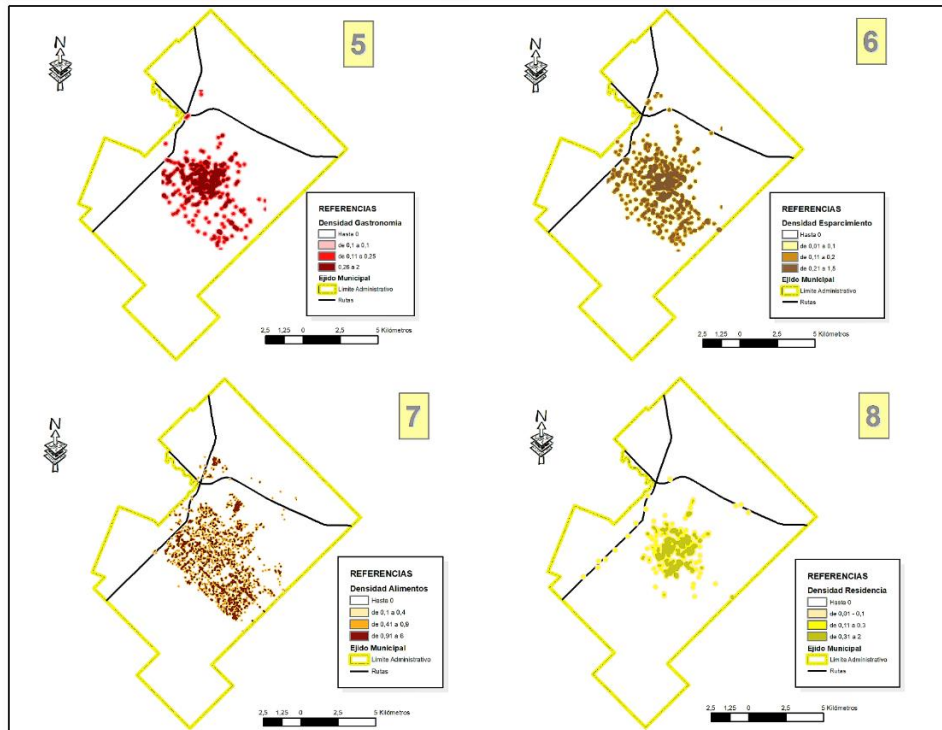 N
5
REFERENCIAS
Densidad Gastronomia
Hasta 0
de 0,1 a 0,1
de 0,11 a 0,25
0,26 a 2
Ejido Municipal
Limite Administrativo
Rutas
2,5 1,25 0 2,5 5 Kilómetros
N
6
REFERENCIAS
Densidad Esparcimiento
Hasta 0
de 0,01 a 0,1
de 0,11 a 0,2
de 0,21 a 1,5
Ejido Municipal
Limite Administrativo
Rutas
2,5 1,25 0 2,5 5 Kilómetros
N
7
REFERENCIAS
Densidad Alimentos
Hasta 0
de 0,1 a 0,4
de 0,41 a 0,9
de 0,91 a 6
Ejido Municipal
Limite Administrativo
Rutas
2,5 1,25 0 2,5 5 Kilómetros
N
8
REFERENCIAS
Densidad Residencia
Hasta 0
de 0,01 - 0,1
de 0,11 a 0,3
de 0,31 a 2
Ejido Municipal
Limite Administrativo
Rutas
2,5 1,25 0 2,5 5 Kilómetros